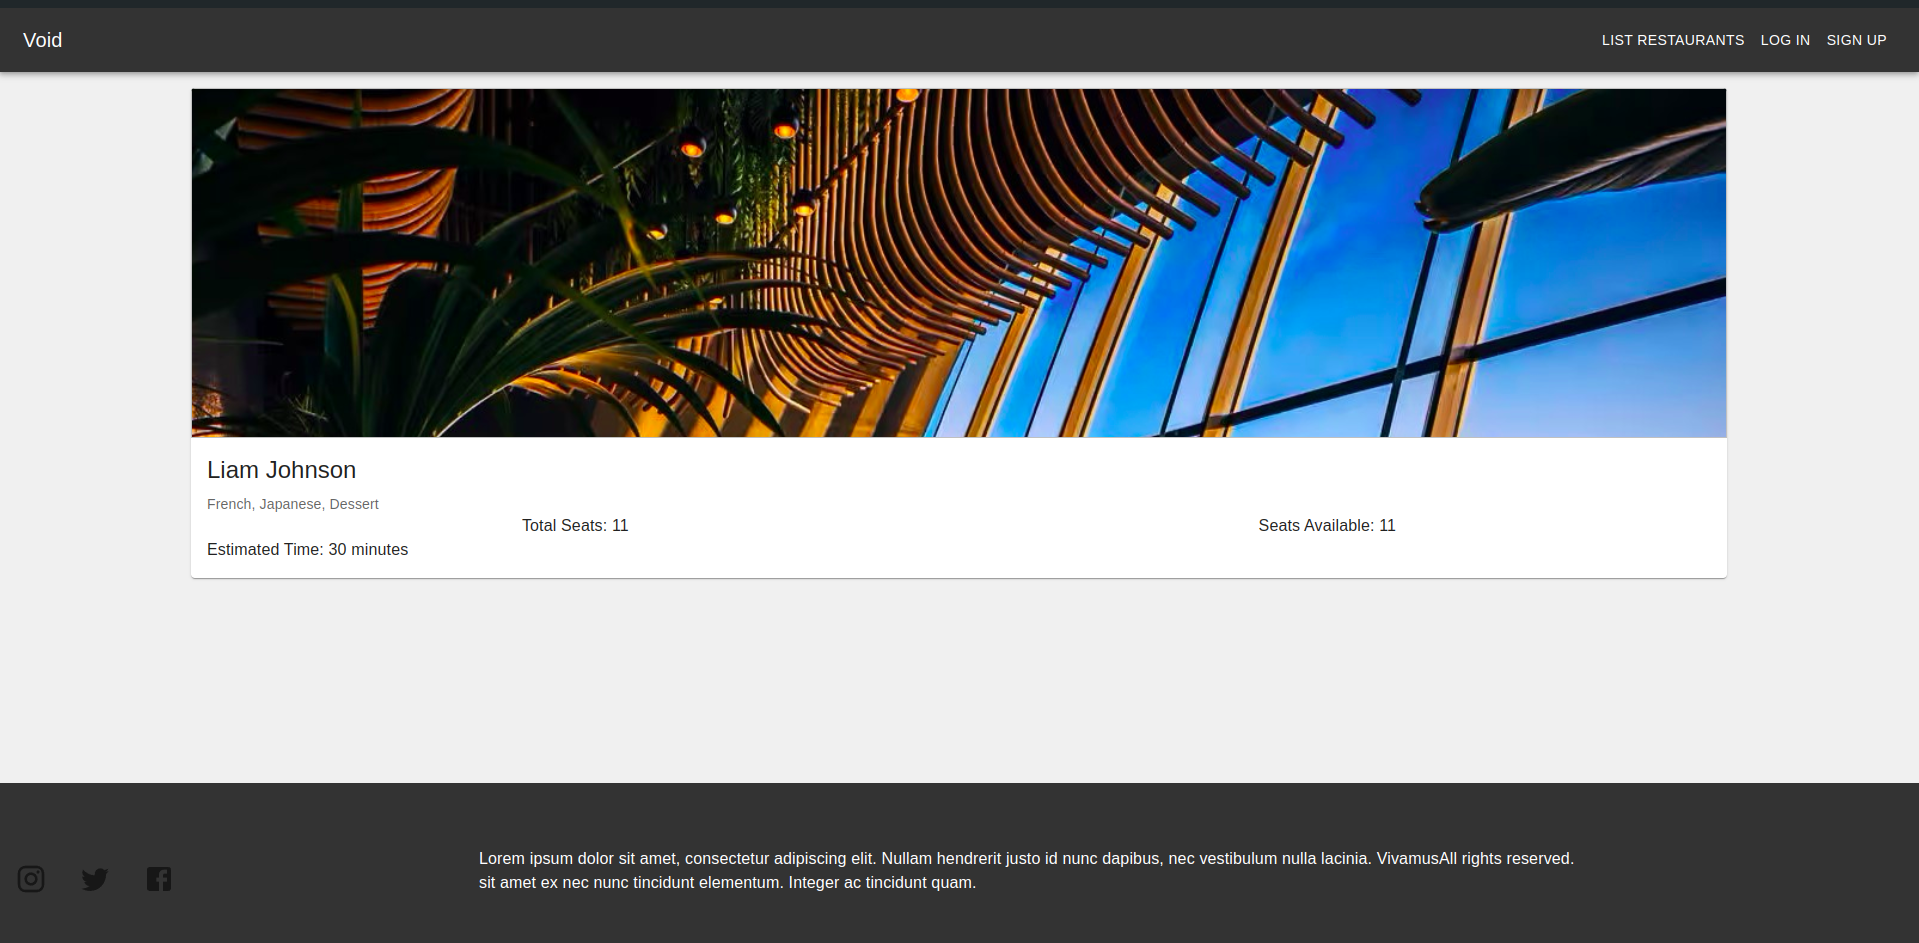 Void
LIST RESTAURANTS LOG IN SIGN UP
Liam Johnson
French, Japanese, Dessert
Total Seats: 11
Seats Available: 11
Estimated Time: 30 minutes
Lorem ipsum dolor sit amet, consectetur adipiscing elit. Nullam hendrerit justo id nunc dapibus, nec vestibulum nulla lacinia. VivamusAll rights reserved.
sit amet ex nec nunc tincidunt elementum. Integer ac tincidunt quam.